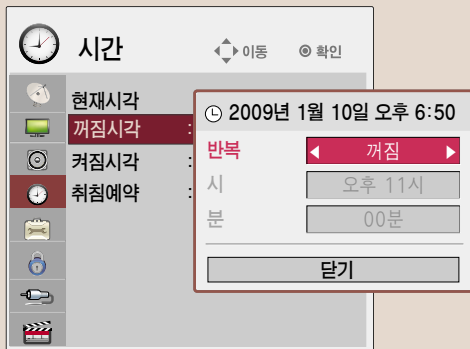 시간
이동
확인
현재시각
꺼짐시각 :
켜짐시각 :
취침예약 :
2009년 1월 10일 오후 6:50
반복 꺼짐
시 오후 11시
분 00분
닫기